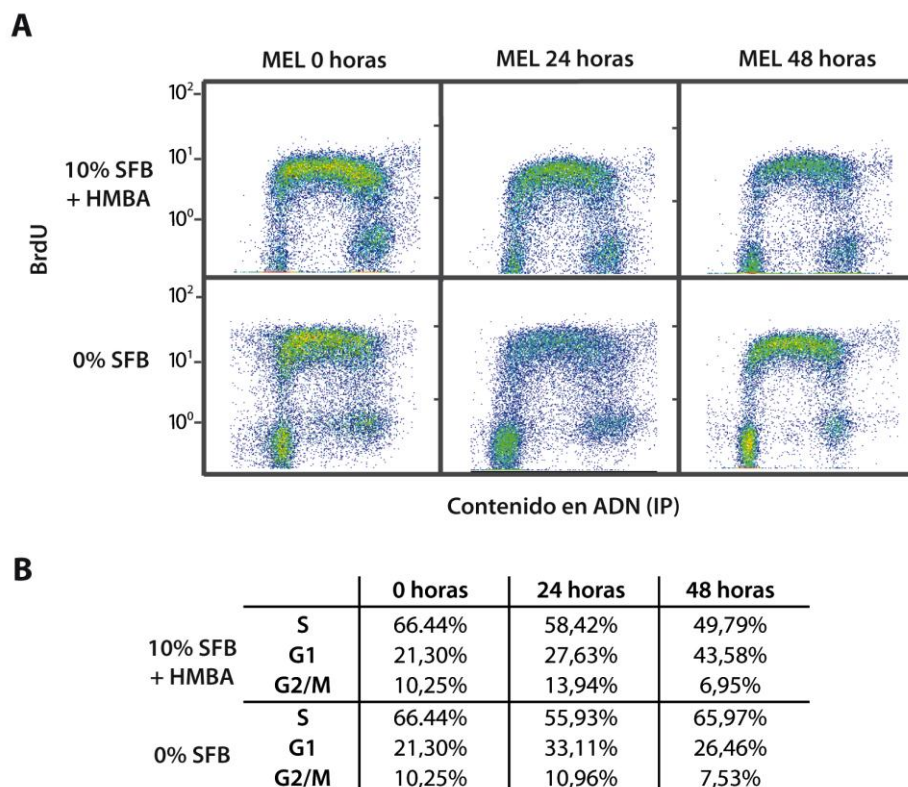 A
MEL 0 horas MEL 24 horas MEL 48 horas
10% SFB
+ HMBA
10²
10¹
10⁰
BrdU
0% SFB
10²
10¹
10⁰
Contenido en ADN (IP)
B
0 horas 24 horas 48 horas
10% SFB
+ HMBA
S 66.44% 58,42% 49,79%
G1 21,30% 27,63% 43,58%
G2/M 10,25% 13,94% 6,95%
0% SFB
S 66.44% 55,93% 65,97%
G1 21,30% 33,11% 26,46%
G2/M 10,25% 10,96% 7,53%